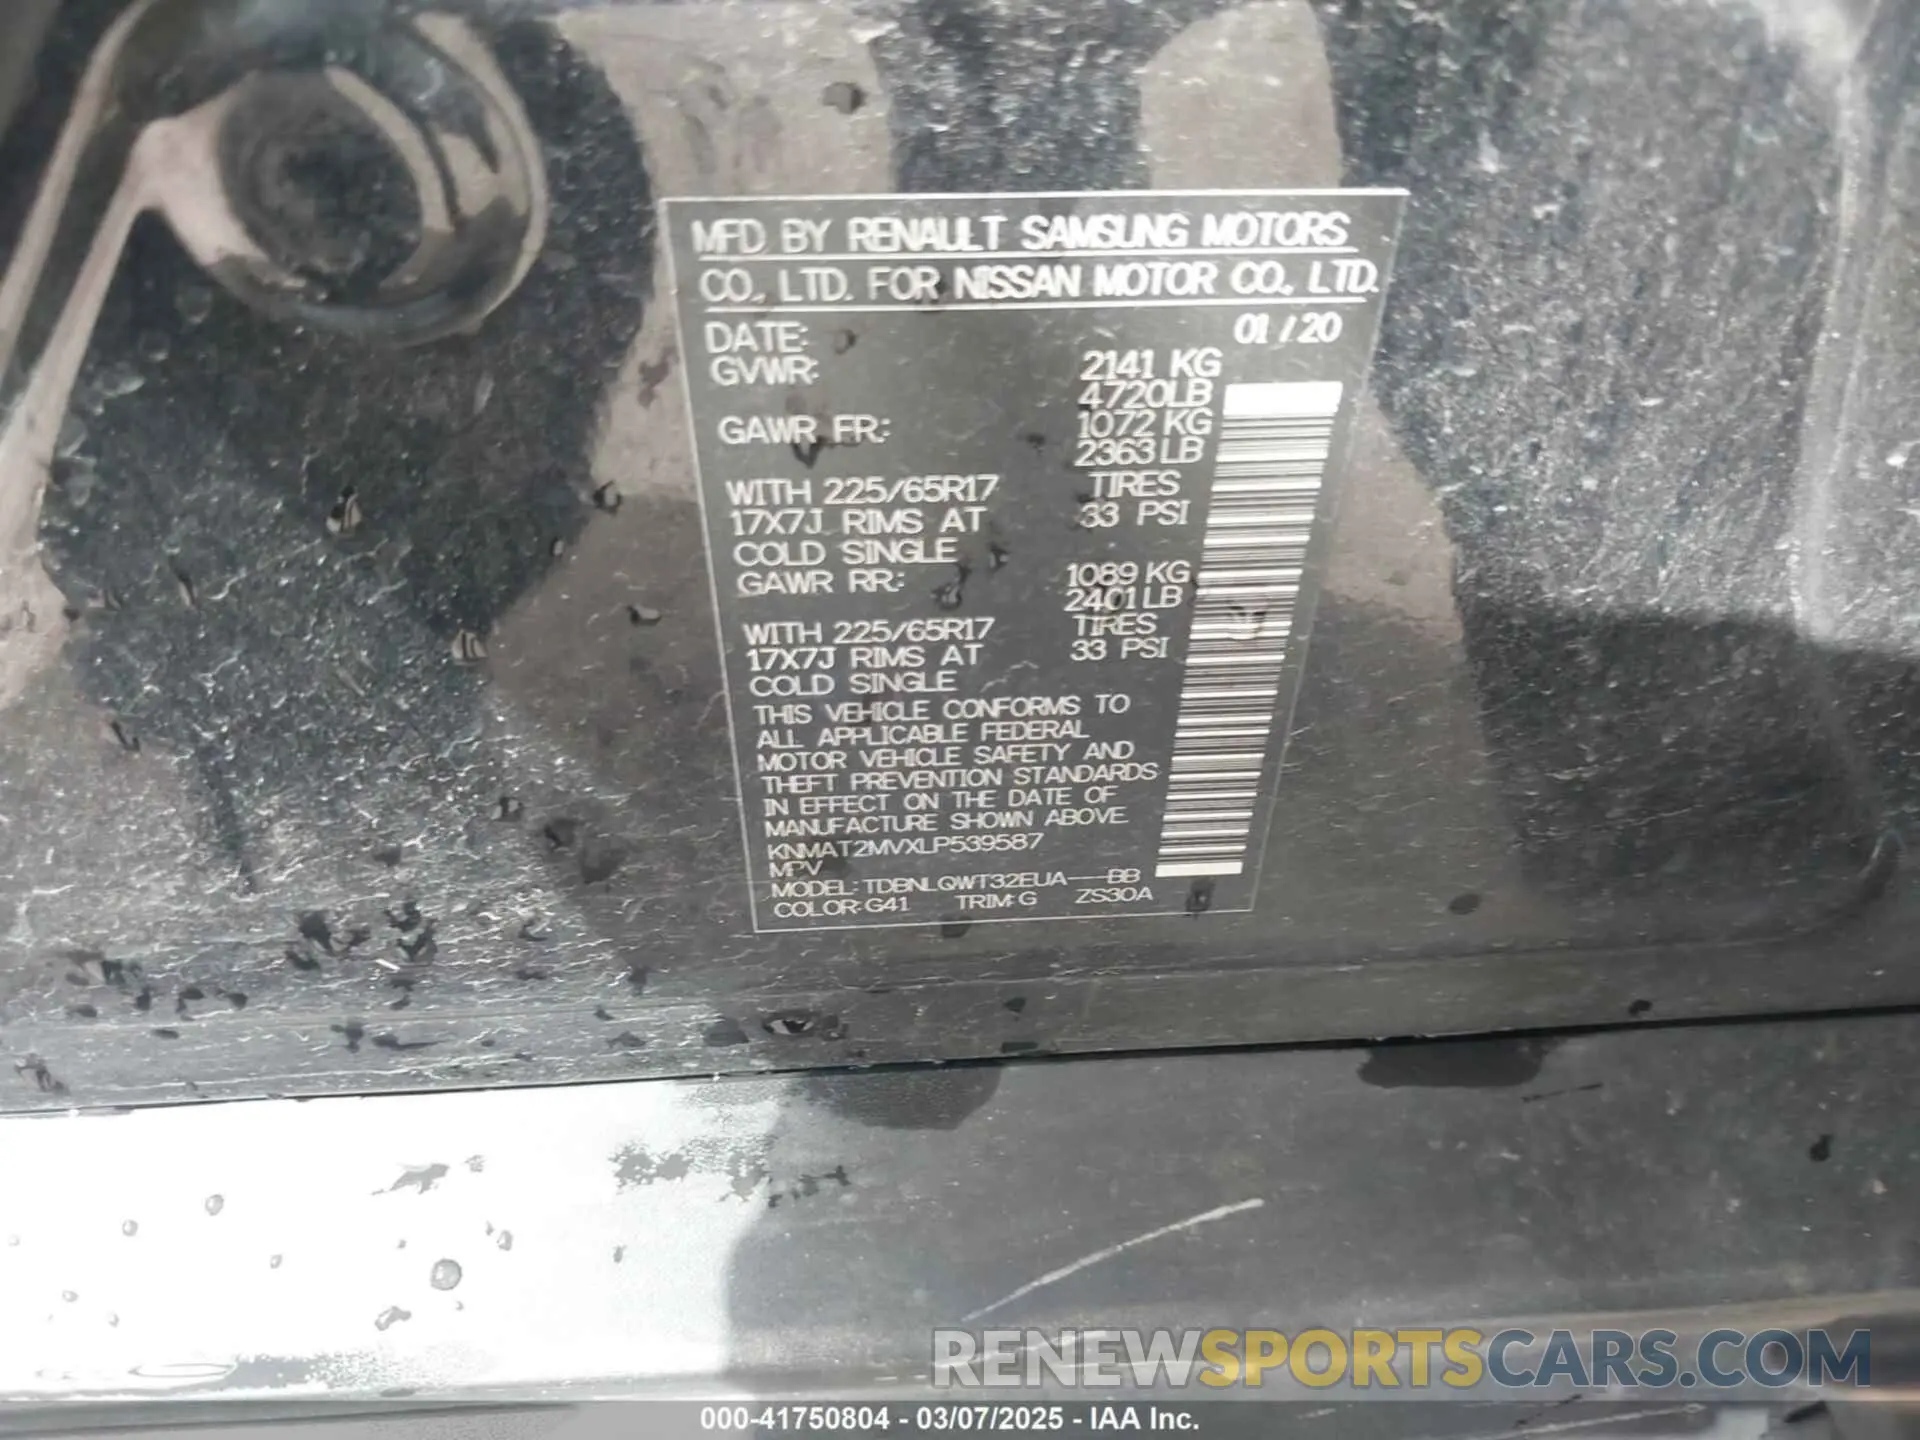 MFD BY RENAULT SAMSUNG MOTORS
CO., LTD. FOR NISSAN MOTOR CO., LTD.
DATE: 01 / 20
GVWR: 2141 KG
4720LB
GAWR FR: 1072 KG
2363 LB
WITH 225/65R17 TIRES
17X7J RIMS AT 33 PSI
COLD SINGLE
GAWR RR: 1089 KG
2401 LB
WITH 225/65R17 TIRES
17X7J RIMS AT 33 PSI
COLD SINGLE
THIS VEHICLE CONFORMS TO
ALL APPLICABLE FEDERAL
MOTOR VEHICLE SAFETY AND
THEFT PREVENTION STANDARDS
IN EFFECT ON THE DATE OF
MANUFACTURE SHOWN ABOVE.
KNMAT2MVXLP539587
MPV
MODEL: TDBNLQWT32EUA---BB
COLOR: G41 TRIM: G ZS30A
RENEWSPORTSCARS.COM
000-41750804 - 03/07/2025 - IAA Inc.